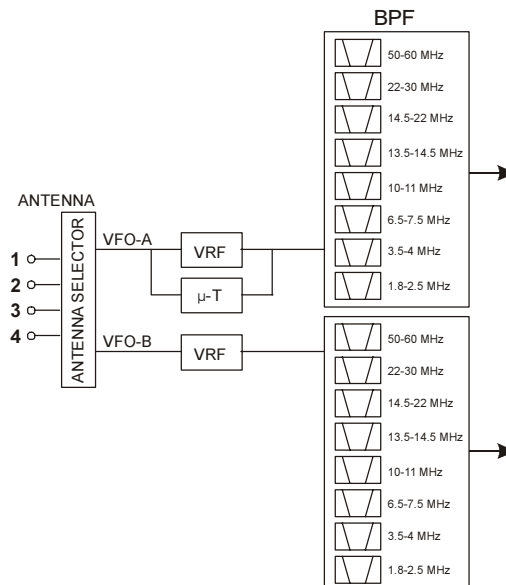 BPF
50-60 MHz
22-30 MHz
14.5-22 MHz
13.5-14.5 MHz
10-11 MHz
6.5-7.5 MHz
3.5-4 MHz
1.8-2.5 MHz
ANTENNA
1
2
3
4
ANTENNA SELECTOR
VFO-A
VRF
µ-T
VFO-B
VRF
50-60 MHz
22-30 MHz
14.5-22 MHz
13.5-14.5 MHz
10-11 MHz
6.5-7.5 MHz
3.5-4 MHz
1.8-2.5 MHz